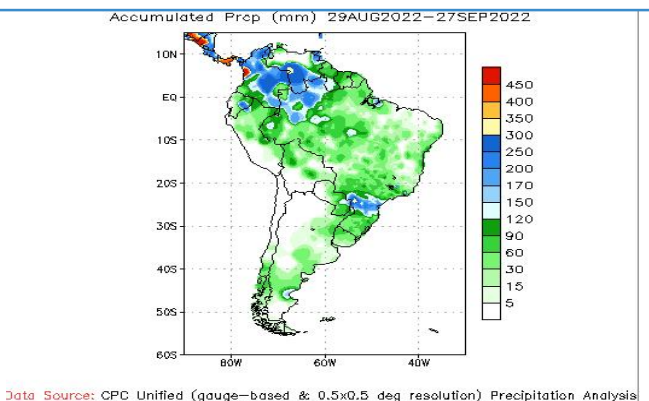 Accumulated Prcp (mm) 29AUG2022-27SEP2022
10N
EQ
10S
20S
30S
40S
50S
60S
80W 60W 40W
450
400
350
300
250
200
170
150
120
90
60
30
15
5
Data Source: CPC Unified (gauge-based & 0.5x0.5 deg resolution) Precipitation Analysis